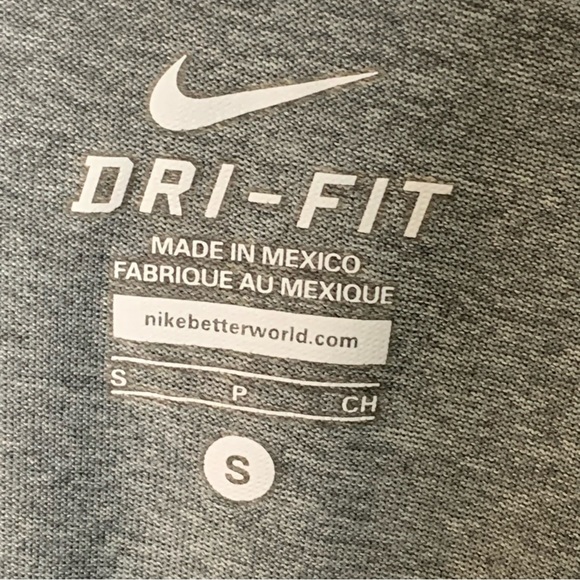 DRI-FIT
MADE IN MEXICO
FABRIQUE AU MEXIQUE
nikebetterworld.com
S P CH
S